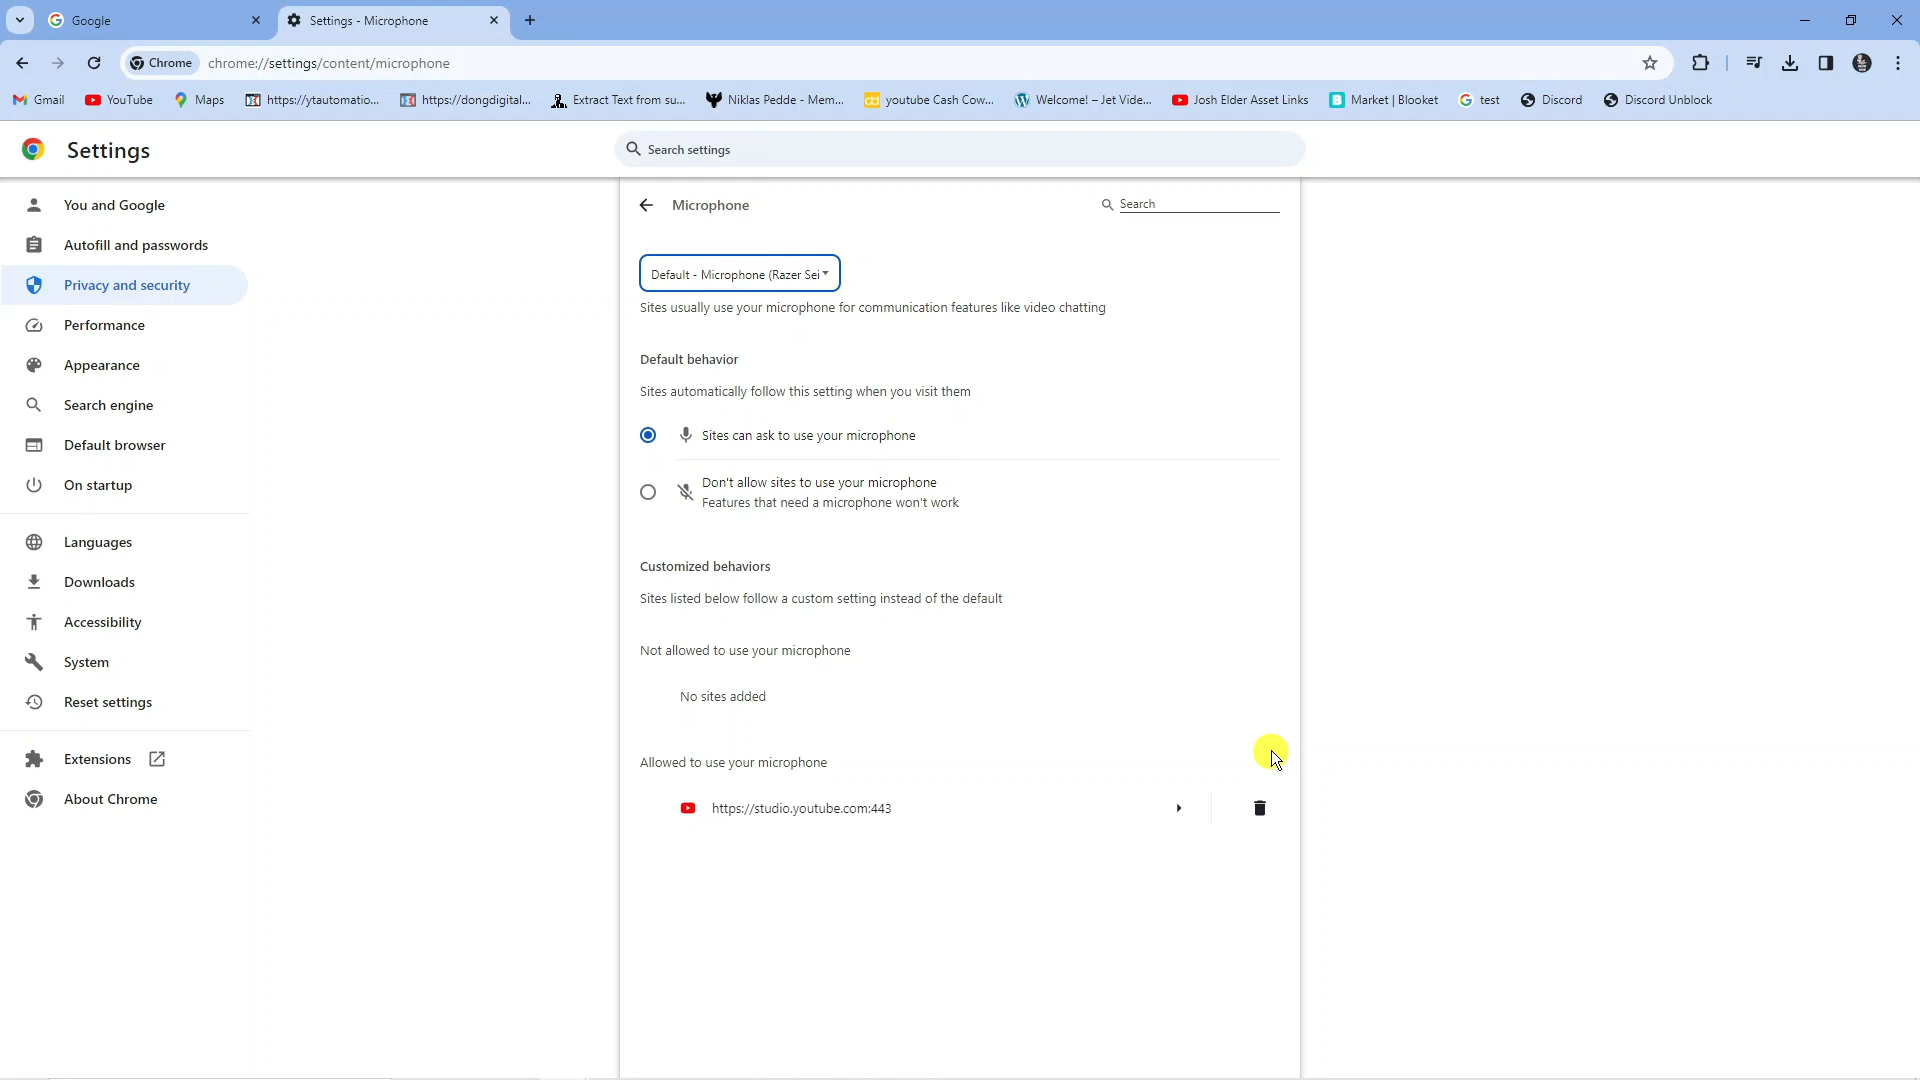 Google
Settings - Microphone
Chrome
chrome://settings/content/microphone
Gmail
YouTube
Maps
https://ytautomatio...
https://dongdigital...
Extract Text from su...
Niklas Pedde - Mem...
youtube Cash Cow...
Welcome! – Jet Vide...
Josh Elder Asset Links
Market | Blooket
test
Discord
Discord Unblock
Settings
Search settings
You and Google
Autofill and passwords
Privacy and security
Performance
Appearance
Search engine
Default browser
On startup
Languages
Downloads
Accessibility
System
Reset settings
Extensions
About Chrome
Microphone
Search
Default - Microphone (Razer Sei
Sites usually use your microphone for communication features like video chatting
Default behavior
Sites automatically follow this setting when you visit them
Sites can ask to use your microphone
Don't allow sites to use your microphone
Features that need a microphone won't work
Customized behaviors
Sites listed below follow a custom setting instead of the default
Not allowed to use your microphone
No sites added
Allowed to use your microphone
https://studio.youtube.com:443